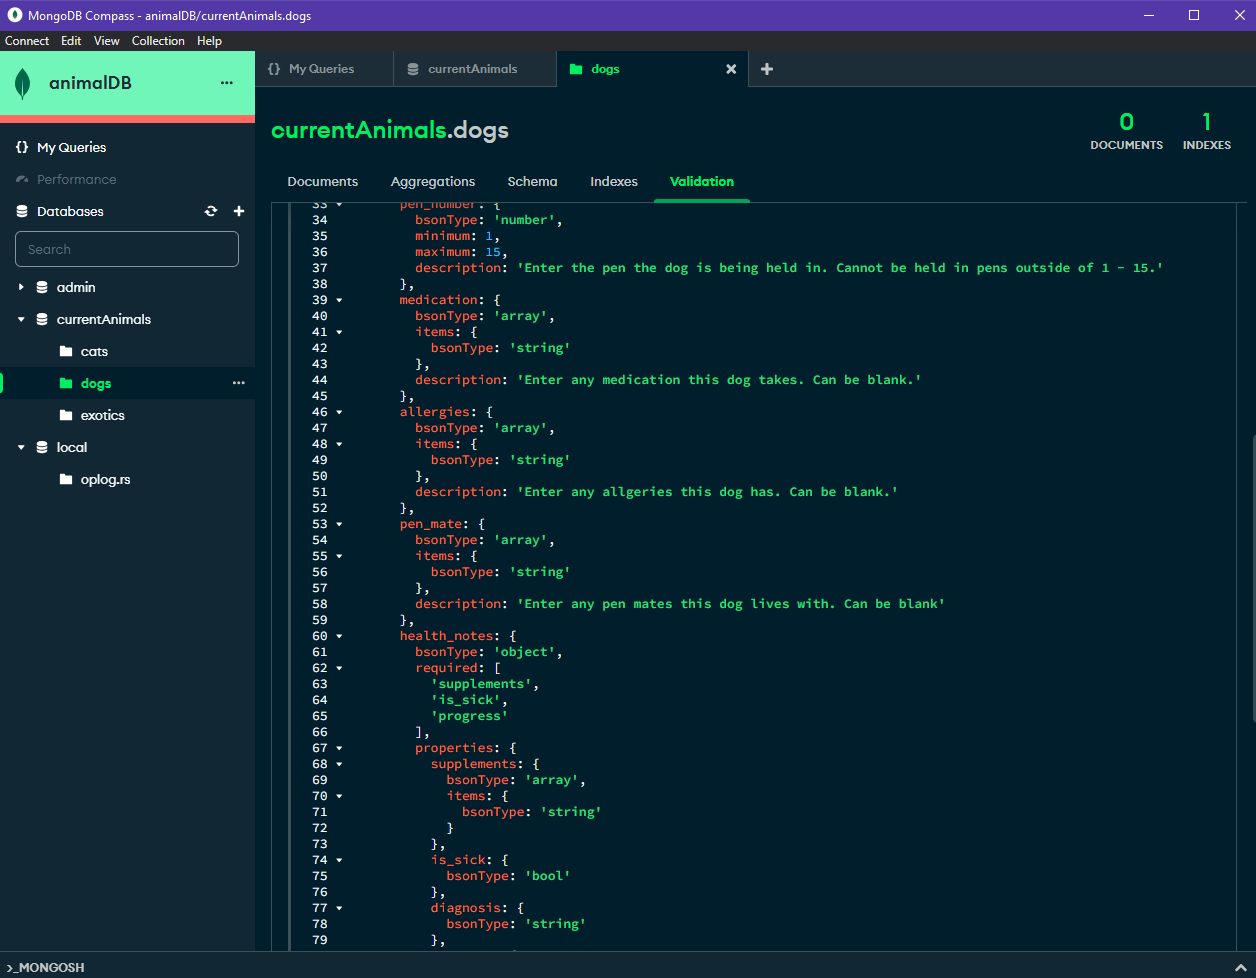 MongoDB Compass - animalDB/currentAnimals.dogs
Connect Edit View Collection Help
animalDB
My Queries
Performance
Databases
Search
admin
currentAnimals
cats
dogs
exotics
local
oplog.rs
{} My Queries
currentAnimals
dogs
currentAnimals.dogs
0
DOCUMENTS
1
INDEXES
Documents Aggregations Schema Indexes Validation
33 pen_number: {
34 bsonType: 'number',
35 minimum: 1,
36 maximum: 15,
37 description: 'Enter the pen the dog is being held in. Cannot be held in pens outside of 1 - 15.'
38 },
39 medication: {
40 bsonType: 'array',
41 items: {
42 bsonType: 'string'
43 },
44 description: 'Enter any medication this dog takes. Can be blank.'
45 },
46 allergies: {
47 bsonType: 'array',
48 items: {
49 bsonType: 'string'
50 },
51 description: 'Enter any allgeries this dog has. Can be blank.'
52 },
53 pen_mate: {
54 bsonType: 'array',
55 items: {
56 bsonType: 'string'
57 },
58 description: 'Enter any pen mates this dog lives with. Can be blank'
59 },
60 health_notes: {
61 bsonType: 'object',
62 required: [
63 'supplements',
64 'is_sick',
65 'progress'
66 ],
67 properties: {
68 supplements: {
69 bsonType: 'array',
70 items: {
71 bsonType: 'string'
72 }
73 },
74 is_sick: {
75 bsonType: 'bool'
76 },
77 diagnosis: {
78 bsonType: 'string'
79 },
>_MONGOSH